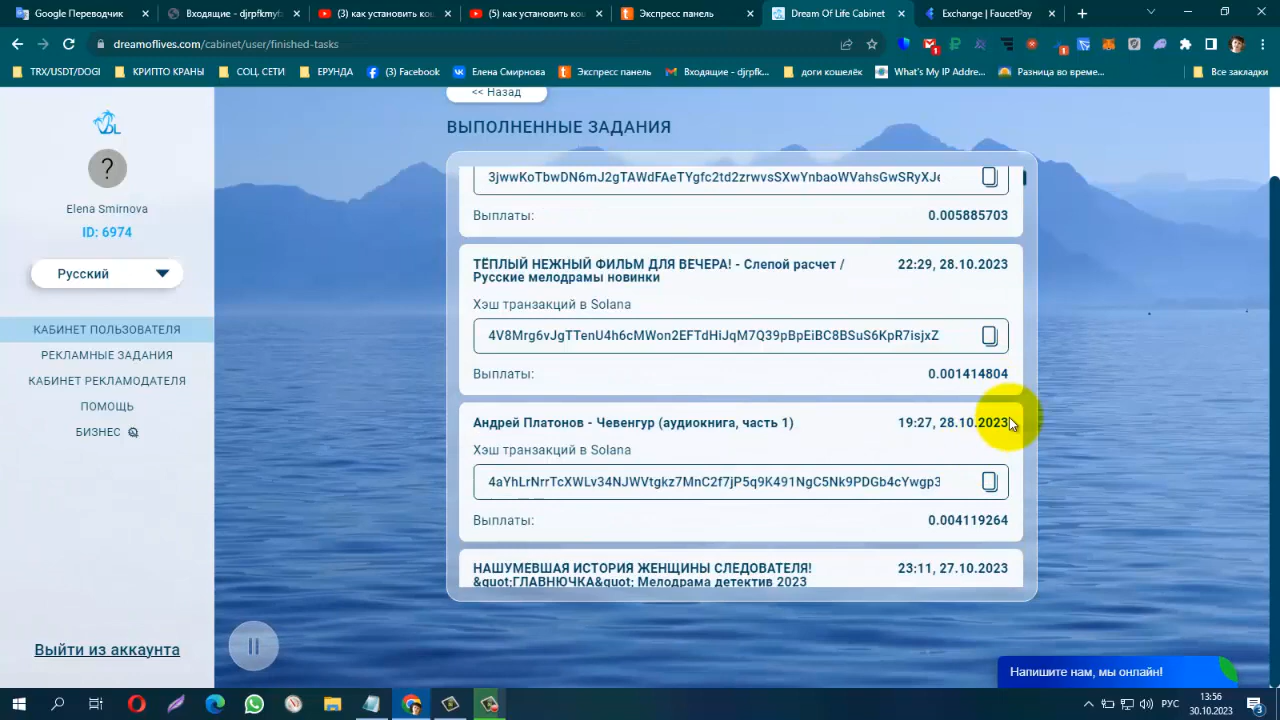 Google Переводчик
Входящие - djrpfkmyf
(3) как установить кош
(5) как установить кош
Экспресс панель
Dream Of Life Cabinet
Exchange | FaucetPay
dreamoflives.com/cabinet/user/finished-tasks
TRX/USDT/DOGI
КРИПТО КРАНЫ
СОЦ. СЕТИ
ЕРУНДА
(3) Facebook
Елена Смирнова
Экспресс панель
Входящие - djrpfk...
доги кошелёк
What's My IP Addre...
Разница во време...
Все закладки
<< Назад
ВЫПОЛНЕННЫЕ ЗАДАНИЯ
?
Elena Smirnova
ID: 6974
Русский
КАБИНЕТ ПОЛЬЗОВАТЕЛЯ
РЕКЛАМНЫЕ ЗАДАНИЯ
КАБИНЕТ РЕКЛАМОДАТЕЛЯ
ПОМОЩЬ
БИЗНЕС
Выйти из аккаунта
3jwwKoTbwDN6mJ2gTAWdFAeTYgfc2td2zrwvsSXwYnbaoWVahsGwSRyXJe
Выплаты: 0.005885703
ТЁПЛЫЙ НЕЖНЫЙ ФИЛЬМ ДЛЯ ВЕЧЕРА! - Слепой расчет / 22:29, 28.10.2023
Русские мелодрамы новинки
Хэш транзакций в Solana
4V8Mrg6vJgTTenU4h6cMWon2EFTdHiJqM7Q39pBpEiBC8BSuS6KpR7isjxZ
Выплаты: 0.001414804
Андрей Платонов - Чевенгур (аудиокнига, часть 1) 19:27, 28.10.2023
Хэш транзакций в Solana
4aYhLrNrrTcXWLv34NJWVtgkz7MnC2f7jP5q9K491NgC5Nk9PDGb4cYwgp3
Выплаты: 0.004119264
НАШУМЕВШАЯ ИСТОРИЯ ЖЕНЩИНЫ СЛЕДОВАТЕЛЯ! 23:11, 27.10.2023
&quot;ГЛАВНЮЧКА&quot; Мелодрама детектив 2023
Напишите нам, мы онлайн!
РУС
13:56
30.10.2023